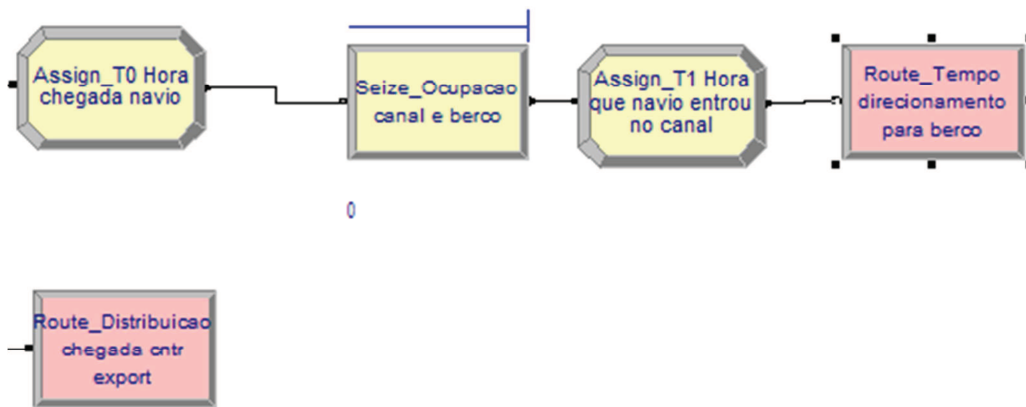 Assign_T0 Hora
chegada navio
Seize_Ocupacao
canal e berco
Assign_T1 Hora
que navio entrou
no canal
Route_Tempo
direcionamento
para berco
0
Route_Distribuicao
chegada cntr
export